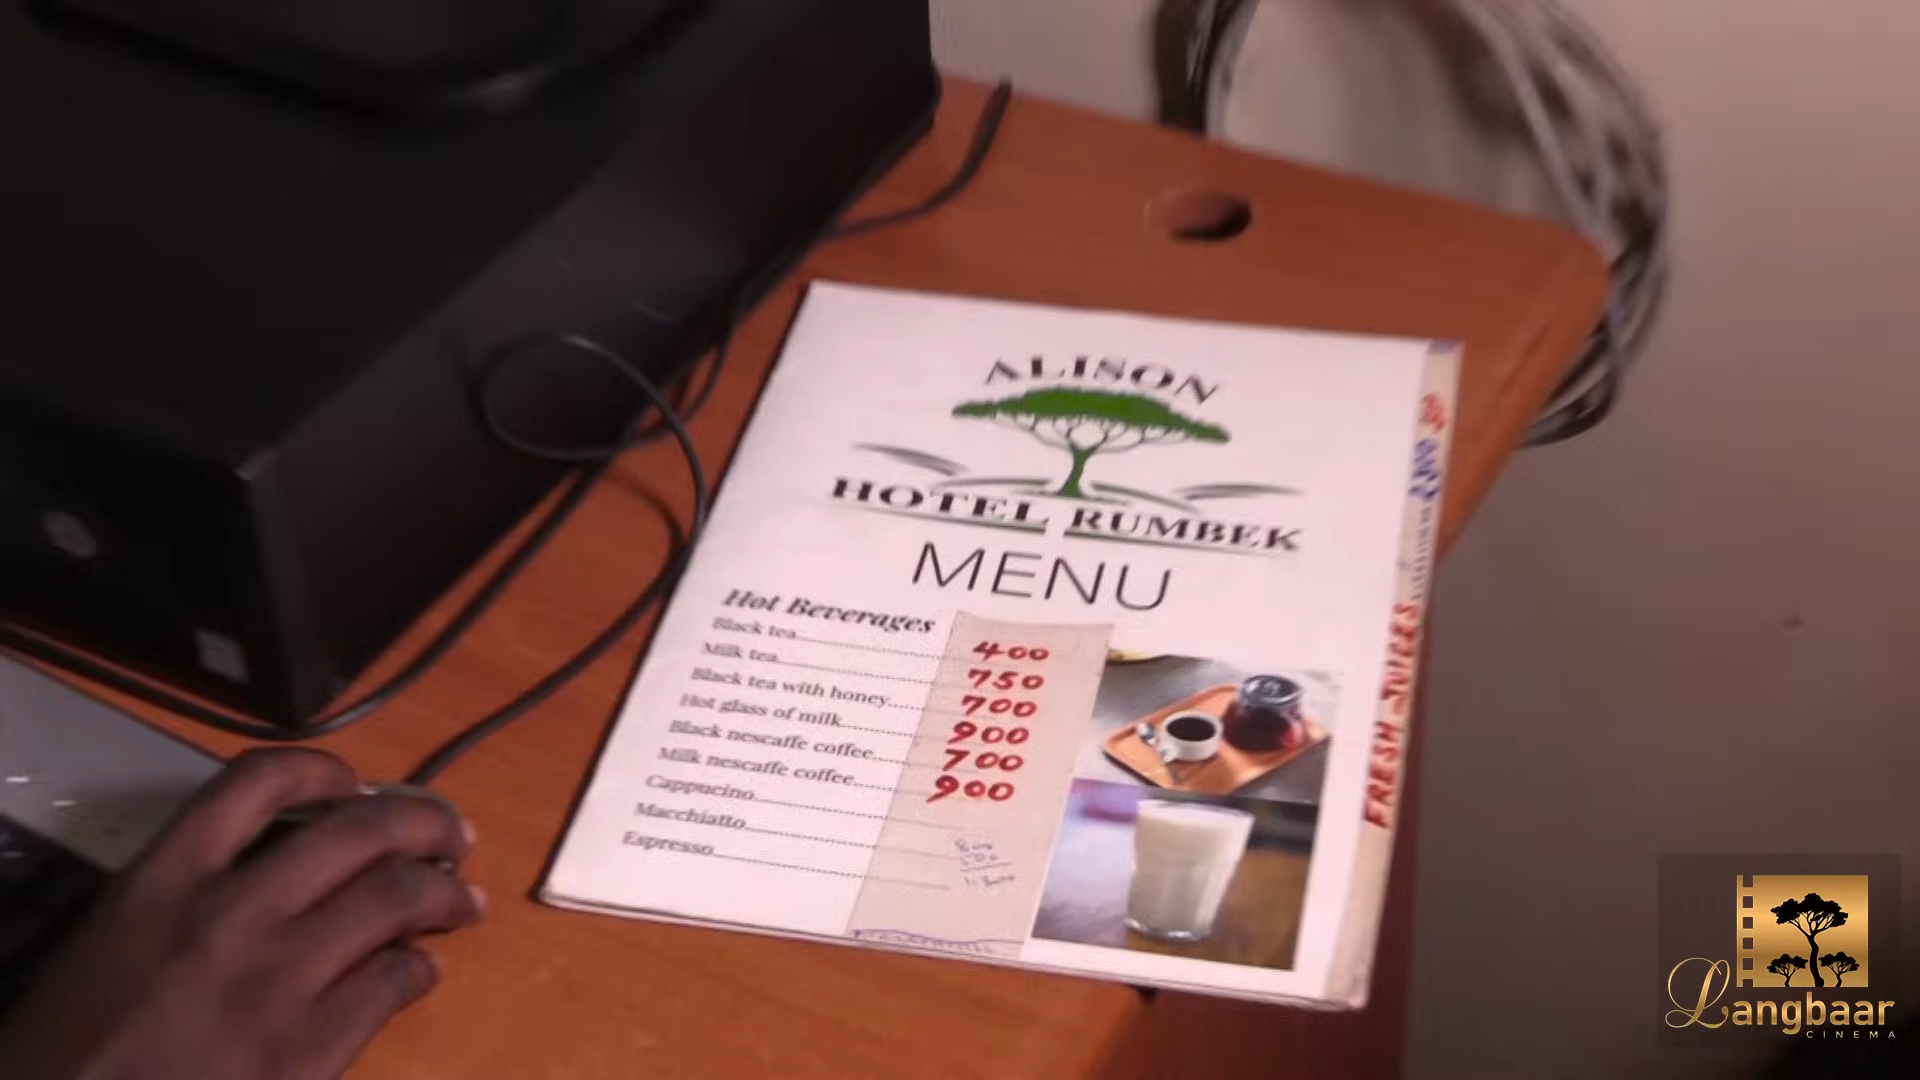 ALISON
HOTEL RUMBEK
MENU
Hot Beverages
Black tea 400
Milk tea 750
Black tea with honey 700
Hot glass of milk 900
Black nescaffe coffee 700
Milk nescaffe coffee 900
Cappucino
Macchiatto
Espresso
FRESH JUICES
Langbaar
CINEMA